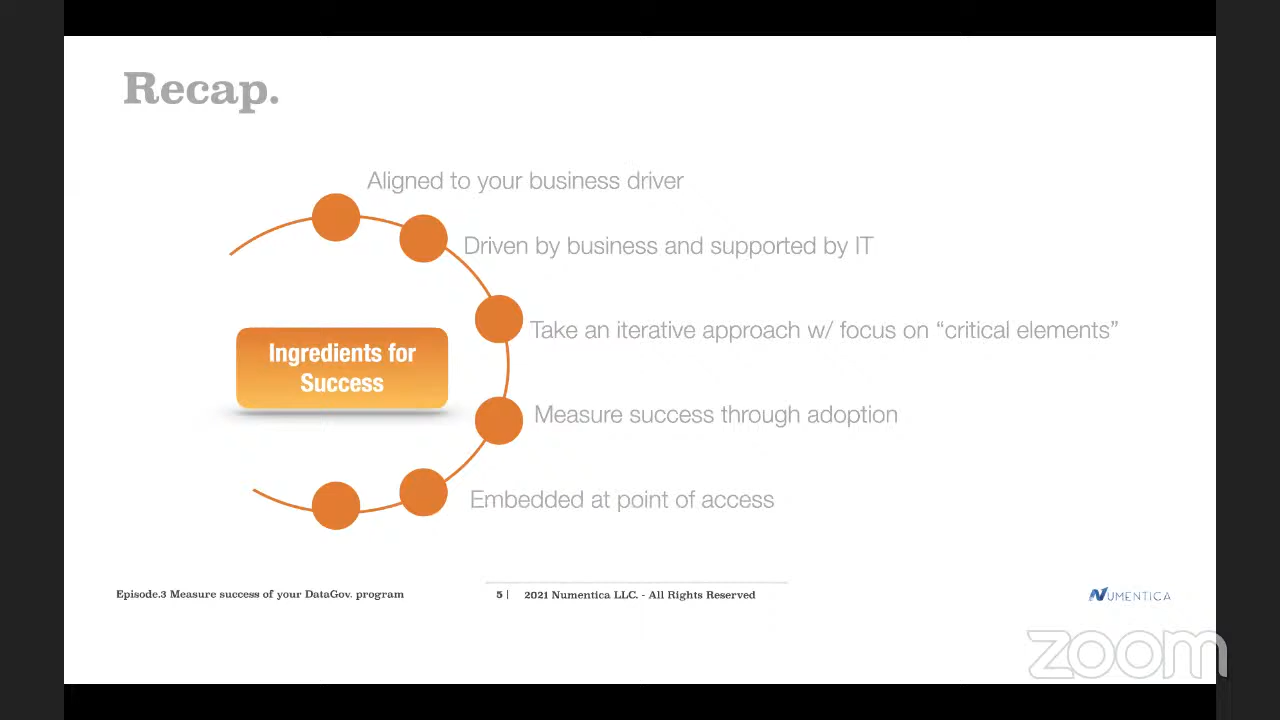 Recap.
Aligned to your business driver
Driven by business and supported by IT
Take an iterative approach w/ focus on “critical elements”
Ingredients for
Success
Measure success through adoption
Embedded at point of access
Episode.3 Measure success of your DataGov. program
5 | 2021 Numentica LLC. - All Rights Reserved
NUMENTICA
zoom